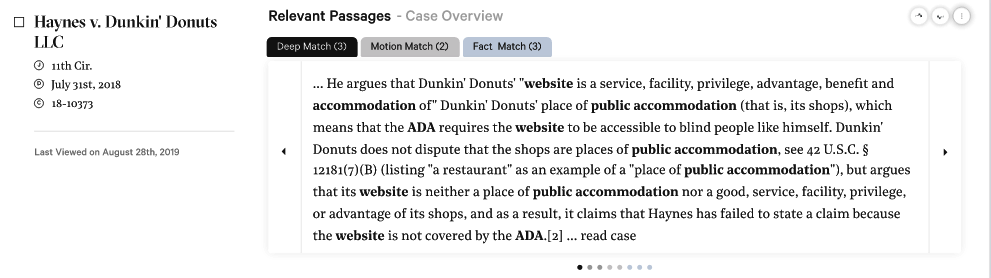 Haynes v. Dunkin' Donuts
LLC
11th Cir.
July 31st, 2018
18-10373
Last Viewed on August 28th, 2019
Relevant Passages - Case Overview
Deep Match (3) Motion Match (2) Fact Match (3)
... He argues that Dunkin' Donuts' "website is a service, facility, privilege, advantage, benefit and
accommodation of" Dunkin' Donuts' place of public accommodation (that is, its shops), which
means that the ADA requires the website to be accessible to blind people like himself. Dunkin'
Donuts does not dispute that the shops are places of public accommodation, see 42 U.S.C. §
12181(7)(B) (listing "a restaurant" as an example of a "place of public accommodation"), but argues
that its website is neither a place of public accommodation nor a good, service, facility, privilege,
or advantage of its shops, and as a result, it claims that Haynes has failed to state a claim because
the website is not covered by the ADA.[2] ... read case